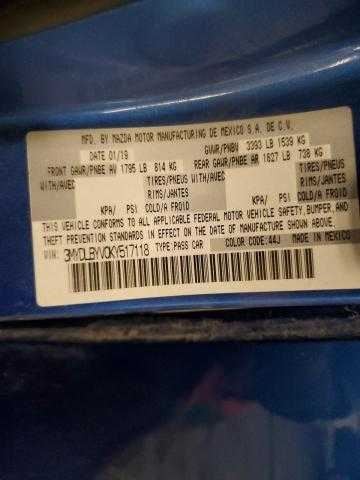 MFD. BY MAZDA MOTOR MANUFACTURING DE MEXICO S.A. DE C.V.
DATE 01/19 GVWR/PNBV 3393 LB 1539 KG
FRONT GAWR/PNBE AV 1795 LB 814 KG REAR GAWR/PNBE AR 1627 LB 738 KG
WITH/AVEC TIRES/PNEUS WITH/AVEC TIRES/PNEUS
RIMS/JANTES RIMS/JANTES
KPA/ PSI COLD/A FROID KPA/ PSI COLD/A FROID
THIS VEHICLE CONFORMS TO ALL APPLICABLE FEDERAL MOTOR VEHICLE SAFETY, BUMPER, AND
THEFT PREVENTION STANDARDS IN EFFECT ON THE DATE OF MANUFACTURE SHOWN ABOVE.
VIN: 3MYDLBYV0KY517118 TYPE:PASS CAR COLOR CODE:44J MADE IN MEXICO